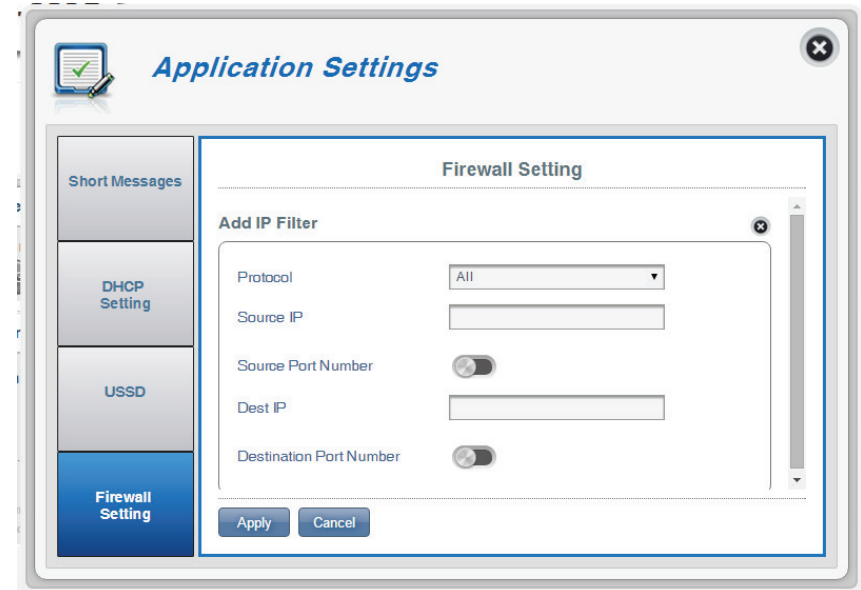 Application Settings
Short Messages
DHCP
Setting
USSD
Firewall
Setting
Firewall Setting
Add IP Filter
Protocol
All
Source IP
Source Port Number
Dest IP
Destination Port Number
Apply
Cancel